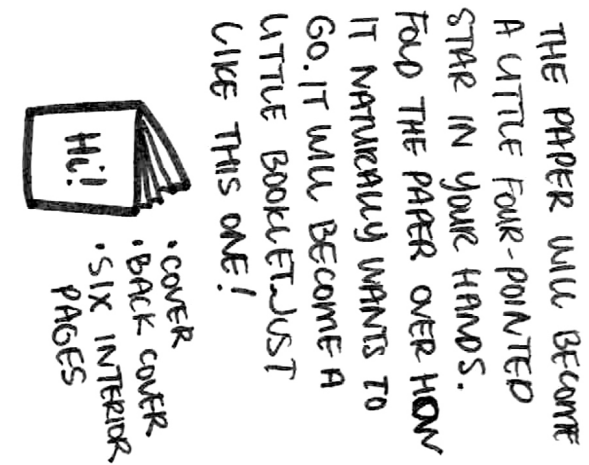 THE PAPER WILL BECOME
A LITTLE FOUR-POINTED
STAR IN YOUR HANDS.
FOLD THE PAPER OVER HOW
IT NATURALLY WANTS TO
GO. IT WILL BECOME A
LITTLE BOOKLET JUST
LIKE THIS ONE!
Hi!
• COVER
• BACK COVER
• SIX INTERIOR
PAGES